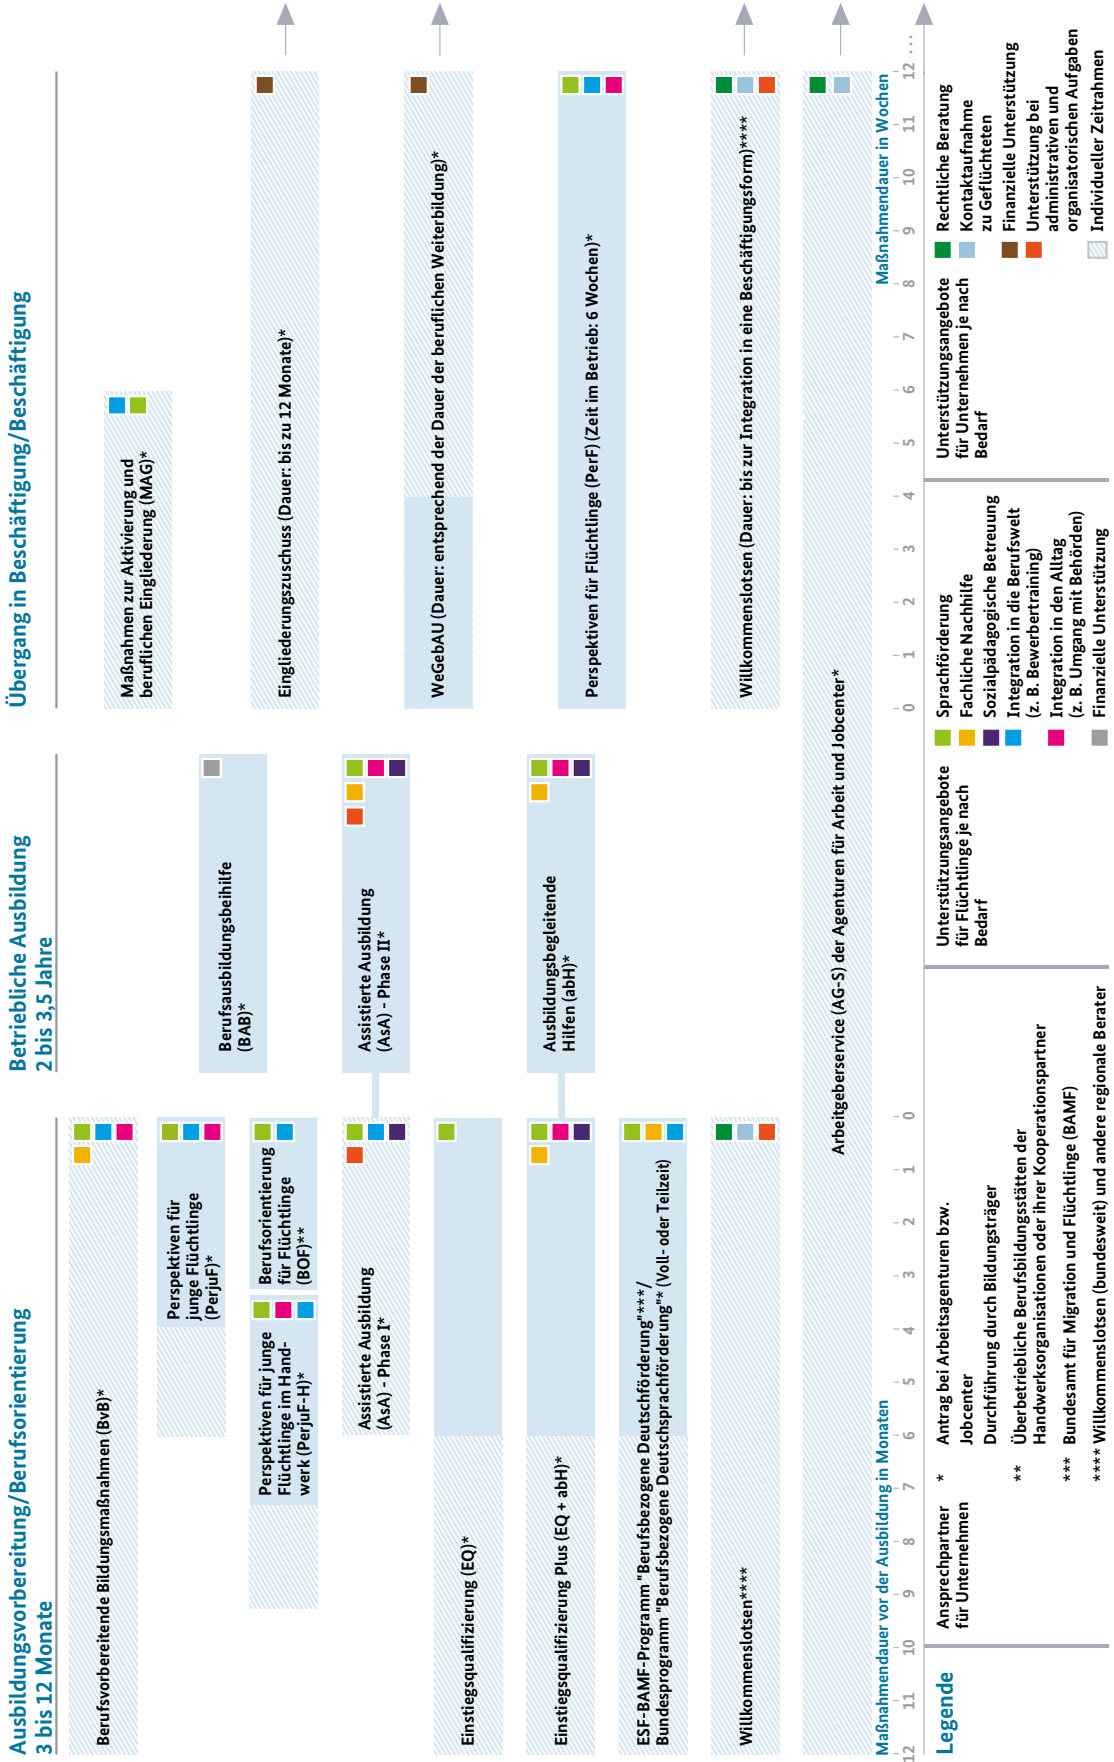 Ausbildungsvorbereitung/Berufsorientierung
3 bis 12 Monate
Betriebliche Ausbildung
2 bis 3,5 Jahre
Übergang in Beschäftigung/Beschäftigung
Berufsvorbereitende Bildungsmaßnahmen (BvB)*
Maßnahmen zur Aktivierung und
beruflichen Eingliederung (MAG)*
Perspektiven für
junge Flüchtlinge
(PerjuF)*
Berufsausbildungsbeihilfe
(BAB)*
Perspektiven für junge
Flüchtlinge im Hand-
werk (PerjuF-H)*
Berufsorientierung
für Flüchtlinge
(BOF)**
Eingliederungszuschuss (Dauer: bis zu 12 Monate)*
Assistierte Ausbildung
(AsA) - Phase I*
Assistierte Ausbildung
(AsA) - Phase II*
Einstiegsqualifizierung (EQ)*
WeGebAU (Dauer: entsprechend der Dauer der beruflichen Weiterbildung)*
Einstiegsqualifizierung Plus (EQ + abH)*
Ausbildungsbegleitende
Hilfen (abH)*
Perspektiven für Flüchtlinge (PerF) (Zeit im Betrieb: 6 Wochen)*
ESF-BAMF-Programm "Berufsbezogene Deutschförderung"***/
Bundesprogramm "Berufsbezogene Deutschsprachförderung"* (Voll- oder Teilzeit)
Willkommenslotsen****
Willkommenslotsen (Dauer: bis zur Integration in eine Beschäftigungsform)****
Arbeitgeberservice (AG-S) der Agenturen für Arbeit und Jobcenter*
Maßnahmendauer vor der Ausbildung in Monaten
Maßnahmendauer in Wochen
12 11 10 9 8 7 6 5 4 3 2 1 0
0 1 2 3 4 5 6 7 8 9 10 11 12 ...
Legende
Ansprechpartner
für Unternehmen
* Antrag bei Arbeitsagenturen bzw.
Jobcenter
Durchführung durch Bildungsträger
** Überbetriebliche Berufsbildungsstätten der
Handwerksorganisationen oder ihrer Kooperationspartner
*** Bundesamt für Migration und Flüchtlinge (BAMF)
**** Willkommenslotsen (bundesweit) und andere regionale Berater
Unterstützungsangebote
für Flüchtlinge je nach
Bedarf
Sprachförderung
Fachliche Nachhilfe
Sozialpädagogische Betreuung
Integration in die Berufswelt
(z. B. Bewerbertraining)
Integration in den Alltag
(z. B. Umgang mit Behörden)
Finanzielle Unterstützung
Unterstützungsangebote
für Unternehmen je nach
Bedarf
Rechtliche Beratung
Kontaktaufnahme
zu Geflüchteten
Finanzielle Unterstützung
Unterstützung bei
administrativen und
organisatorischen Aufgaben
Individueller Zeitrahmen